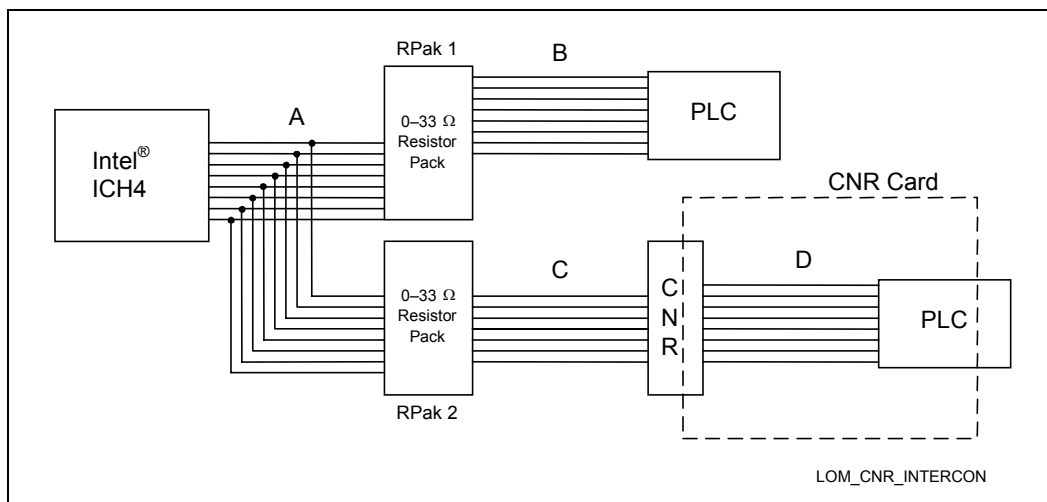 RPak 1
B
A
0–33 Ω
Resistor
Pack
PLC
Intel®
ICH4
CNR Card
C
D
0–33 Ω
Resistor
Pack
C
N
R
PLC
RPak 2
LOM_CNR_INTERCON